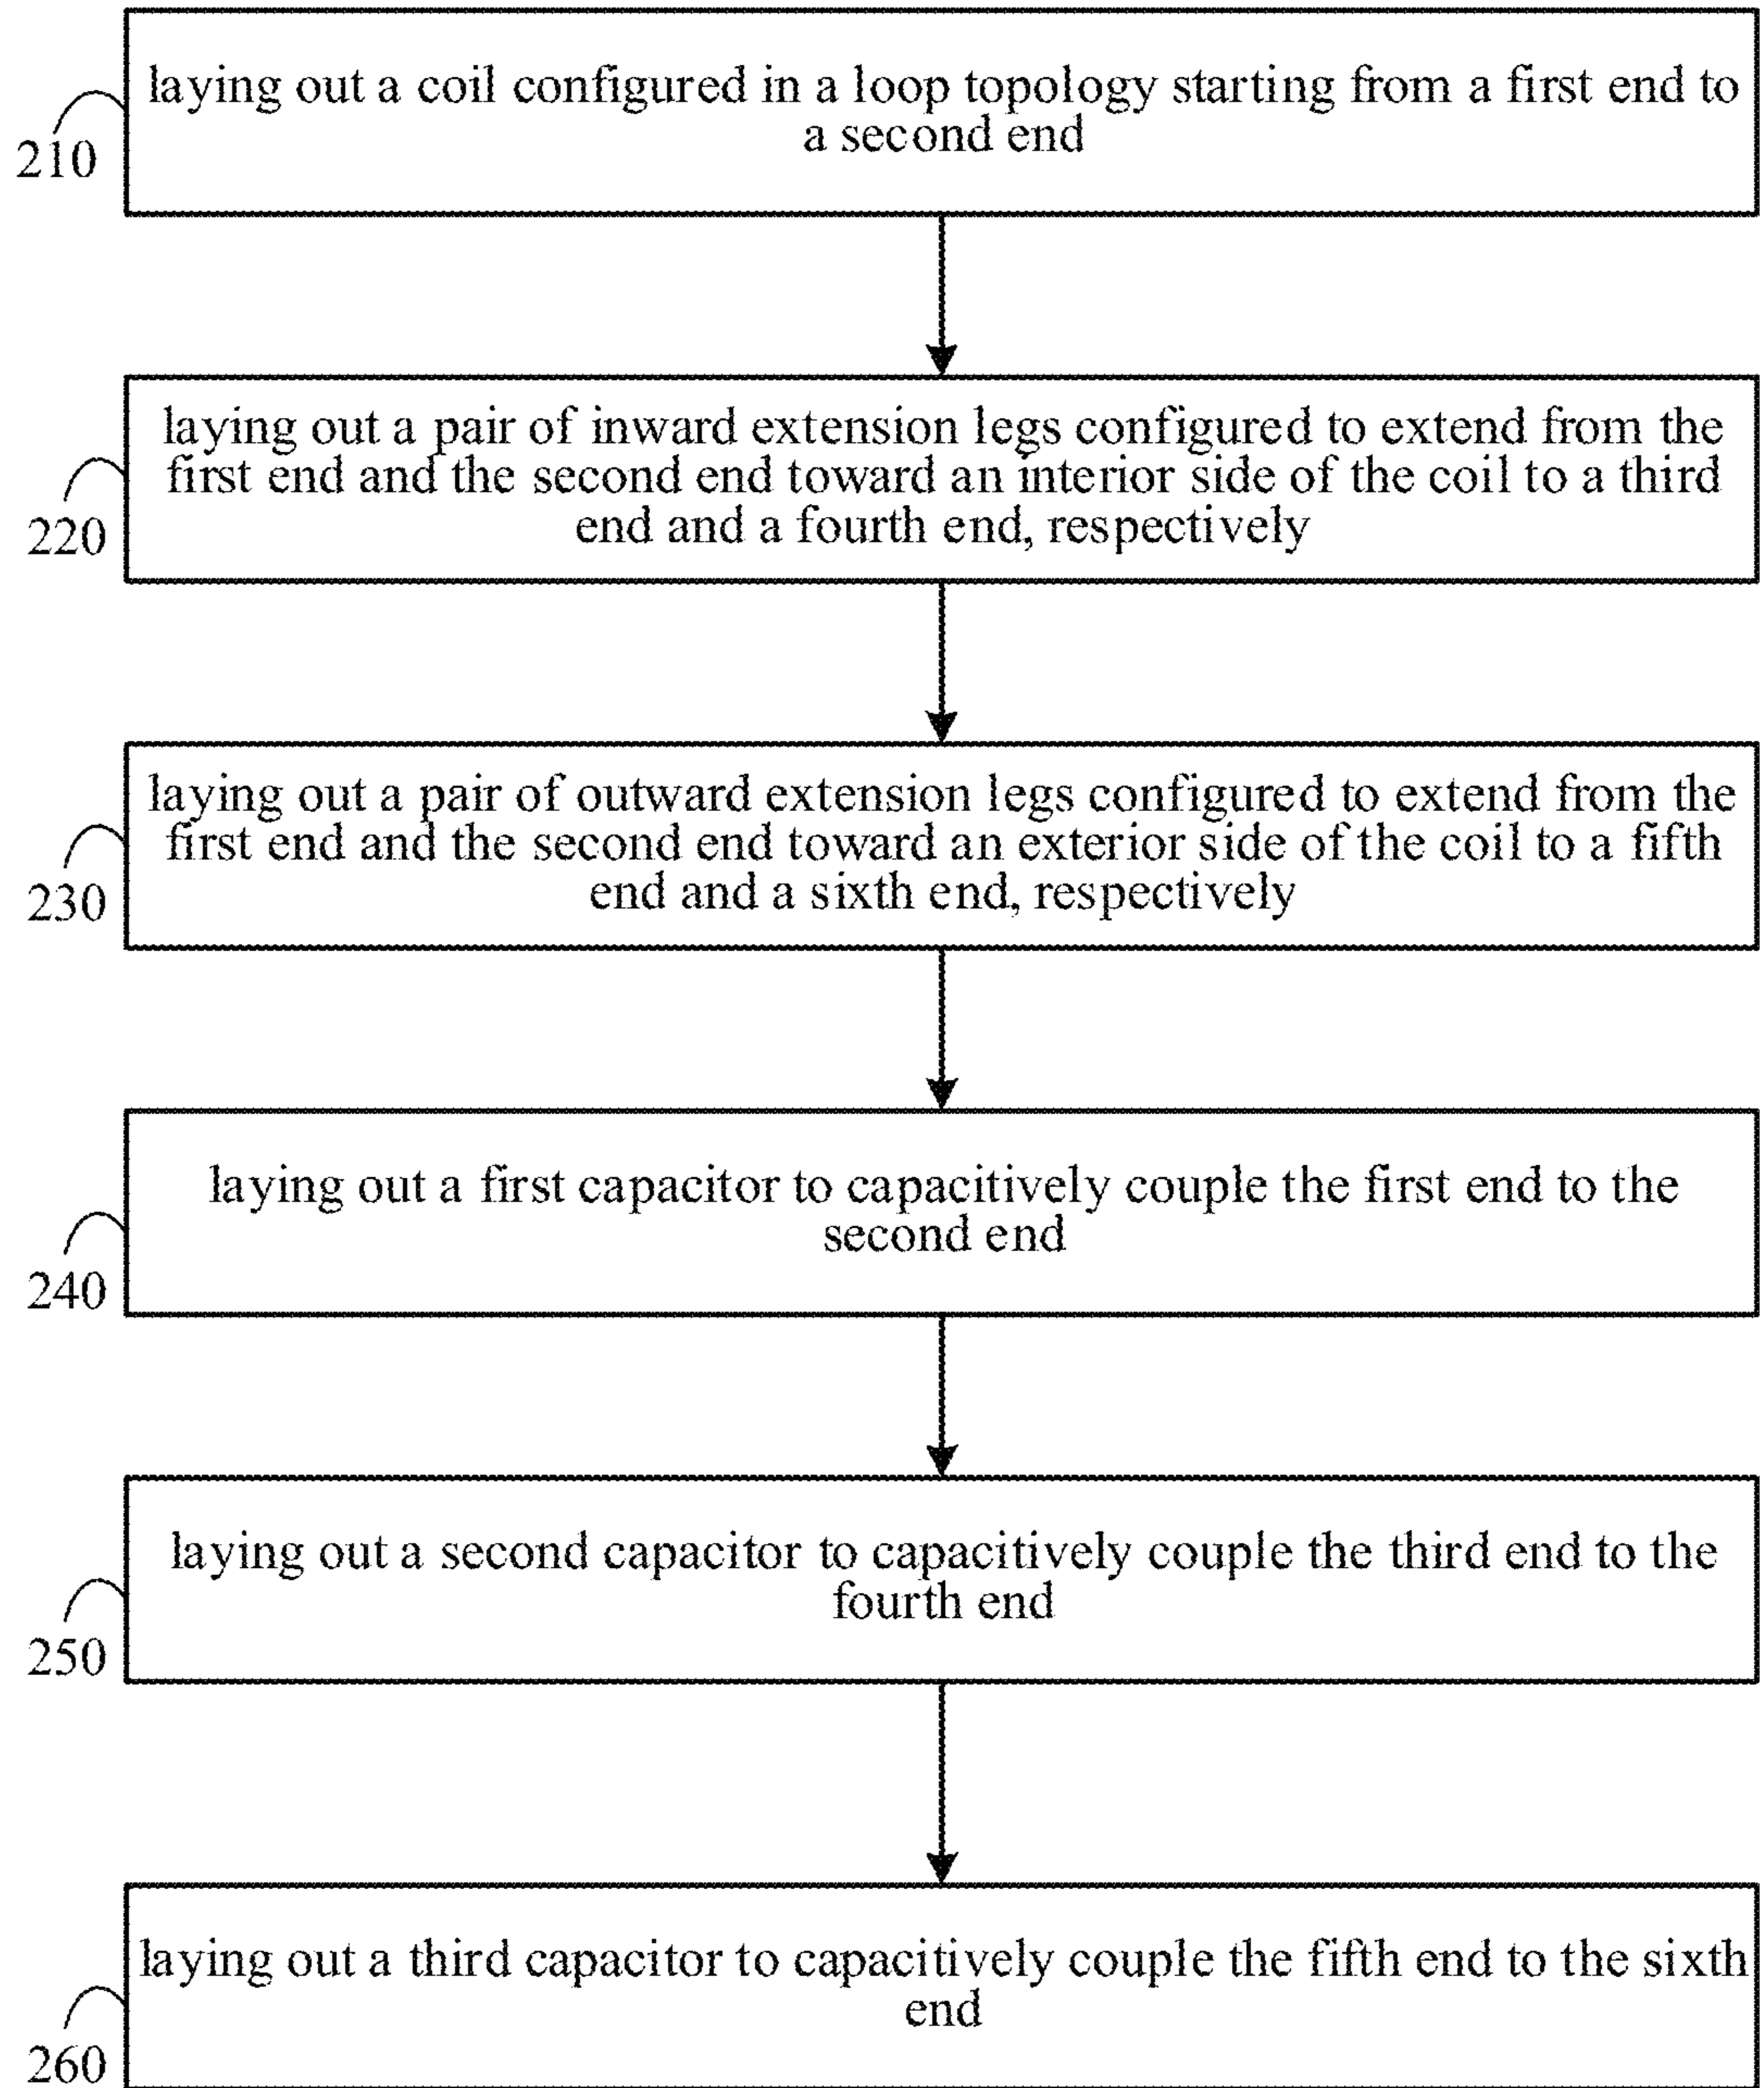 laying out a coil configured in a loop topology starting from a first end to
a second end
210
laying out a pair of inward extension legs configured to extend from the
first end and the second end toward an interior side of the coil to a third
end and a fourth end, respectively
220
laying out a pair of outward extension legs configured to extend from the
first end and the second end toward an exterior side of the coil to a fifth
end and a sixth end, respectively
230
laying out a first capacitor to capacitively couple the first end to the
second end
240
laying out a second capacitor to capacitively couple the third end to the
fourth end
250
laying out a third capacitor to capacitively couple the fifth end to the sixth
end
260